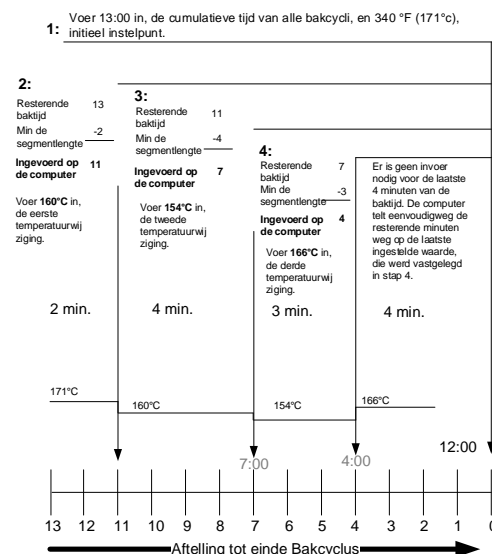 1: Voer 13:00 in, de cumulatieve tijd van alle bakcycli, en 340 °F (171°c),
initieel instelpunt.
2:
Resterende 13
baktijd
Min de -2
segmentlengte
Ingevoerd op 11
de computer
Voer 160°C in,
de eerste
temperatuurwij
ziging.
2 min.
3:
Resterende 11
baktijd
Min de -4
segmentlengte
Ingevoerd op 7
de computer
Voer 154°C in,
de tweede
temperatuurwij
ziging.
4 min.
4:
Resterende 7
baktijd
Min de -3
segmentlengte
Ingevoerd op 4
de computer
Voer 166°C in,
de derde
temperatuurwij
ziging.
3 min.
Er is geen invoer
nodig voor de laatste
4 minuten van de
baktijd. De computer
telt eenvoudigweg de
resterende minuten
weg op de laatste
ingestelde waarde,
die werd vastgelegd
in stap 4.
4 min.
171°C
160°C
154°C
166°C
7:00
4:00
12:00
13 12 11 10 9 8 7 6 5 4 3 2 1 0
Aftelling tot einde Bakcyclus